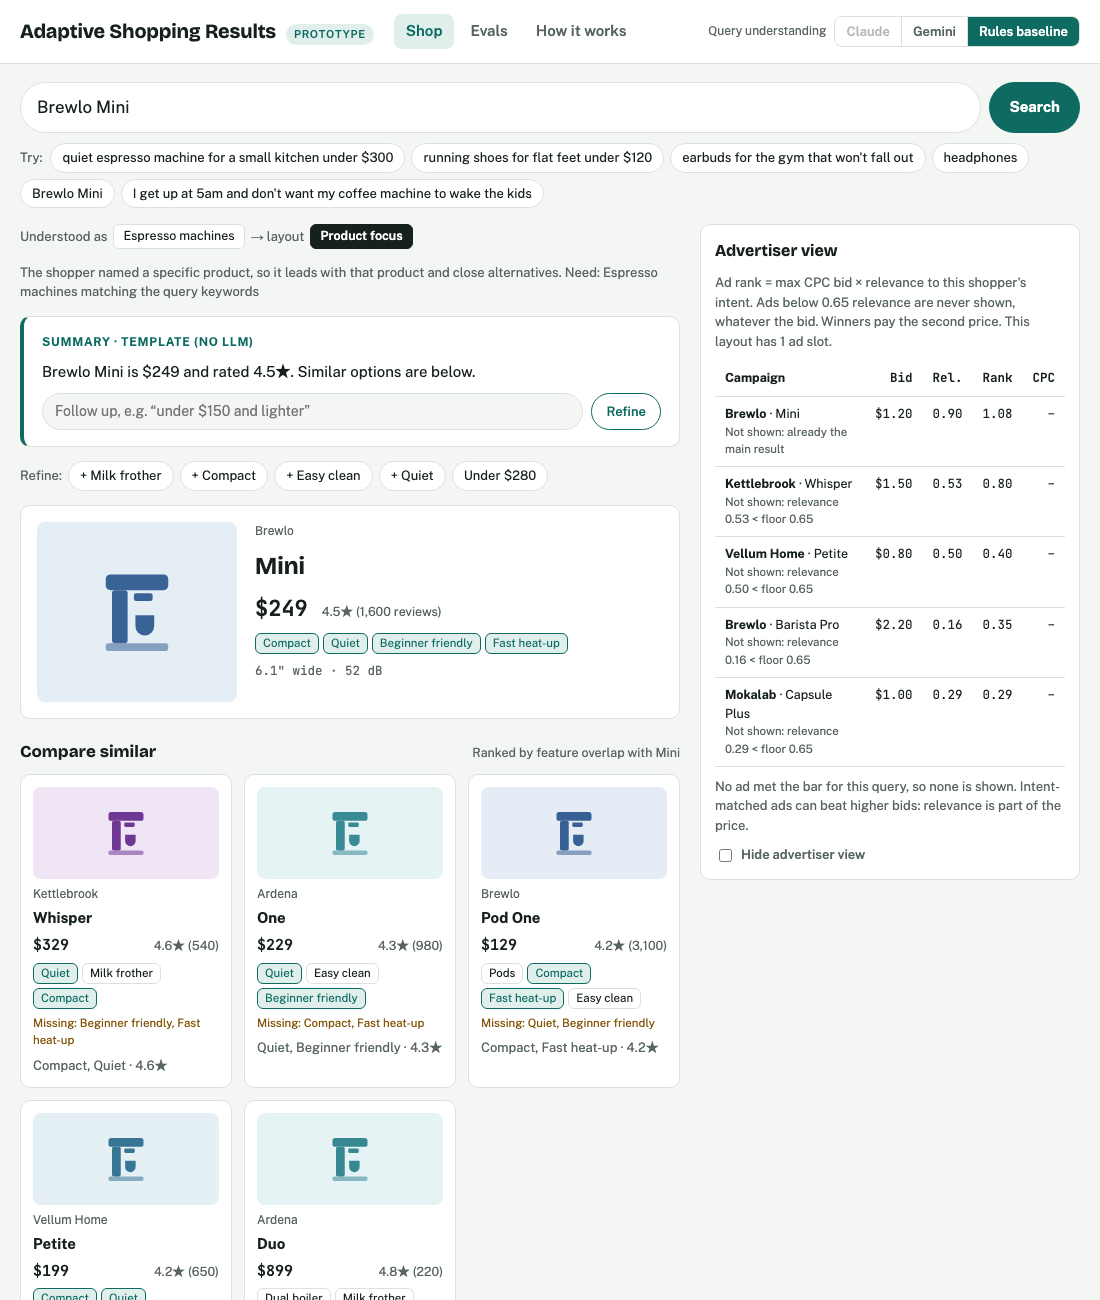 Adaptive Shopping Results PROTOTYPE Shop Evals How it works Query understanding Claude Gemini Rules baseline
Brewlo Mini Search
Try: quiet espresso machine for a small kitchen under $300 running shoes for flat feet under $120 earbuds for the gym that won't fall out headphones
Brewlo Mini I get up at 5am and don't want my coffee machine to wake the kids
Understood as Espresso machines → layout Product focus
The shopper named a specific product, so it leads with that product and close alternatives. Need: Espresso
machines matching the query keywords
SUMMARY · TEMPLATE (NO LLM)
Brewlo Mini is $249 and rated 4.5★. Similar options are below.
Follow up, e.g. “under $150 and lighter” Refine
Refine: + Milk frother + Compact + Easy clean + Quiet Under $280
Brewlo
Mini
$249 4.5★ (1,600 reviews)
Compact Quiet Beginner friendly Fast heat-up
6.1" wide · 52 dB
Compare similar Ranked by feature overlap with Mini
Kettlebrook
Whisper
$329 4.6★ (540)
Quiet Milk frother
Compact
Missing: Beginner friendly, Fast
heat-up
Compact, Quiet · 4.6★
Ardena
One
$229 4.3★ (980)
Quiet Easy clean
Beginner friendly
Missing: Compact, Fast heat-up
Quiet, Beginner friendly · 4.3★
Brewlo
Pod One
$129 4.2★ (3,100)
Pods Compact
Fast heat-up Easy clean
Missing: Quiet, Beginner friendly
Compact, Fast heat-up · 4.2★
Vellum Home
Petite
$199 4.2★ (650)
Compact Quiet
Ardena
Duo
$899 4.8★ (220)
Dual boiler Milk frother
Advertiser view
Ad rank = max CPC bid × relevance to this shopper's
intent. Ads below 0.65 relevance are never shown,
whatever the bid. Winners pay the second price. This
layout has 1 ad slot.
Campaign Bid Rel. Rank CPC
Brewlo · Mini $1.20 0.90 1.08 –
Not shown: already the
main result
Kettlebrook · Whisper $1.50 0.53 0.80 –
Not shown: relevance
0.53 < floor 0.65
Vellum Home · Petite $0.80 0.50 0.40 –
Not shown: relevance
0.50 < floor 0.65
Brewlo · Barista Pro $2.20 0.16 0.35 –
Not shown: relevance
0.16 < floor 0.65
Mokalab · Capsule $1.00 0.29 0.29 –
Plus
Not shown: relevance
0.29 < floor 0.65
No ad met the bar for this query, so none is shown. Intent-
matched ads can beat higher bids: relevance is part of the
price.
Hide advertiser view